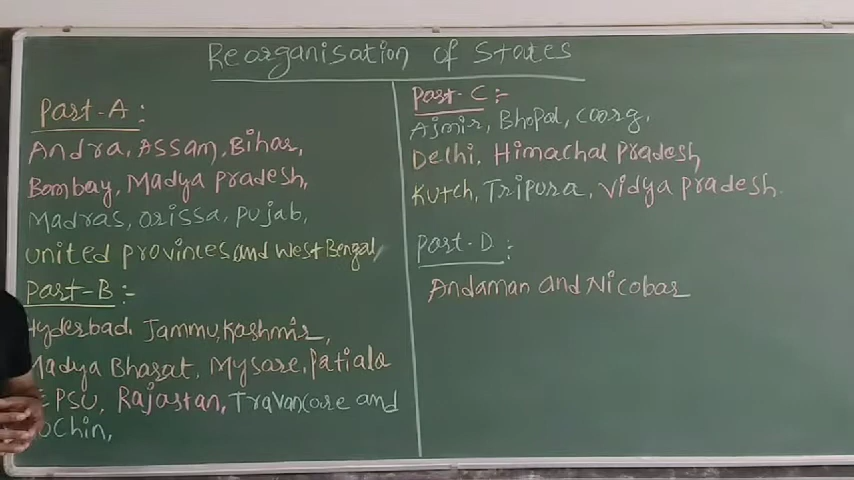 Reorganisation of States
Part-A :
Andra, Assam, Bihar,
Bombay, Madya Pradesh,
Madras, Orissa, Pujab,
United Provinces and West Bengal,
Part-B :-
Hyderbad. Jammu, Kashmir,
Madya Bharat, Mysore, Patiala
EPSU, Rajastan, Travancore and
ochin,
Part-C :-
Ajmir, Bhopal, Coorg,
Delhi, Himachal Pradesh,
Kutch, Tripura, Vidya Pradesh.
Part-D :
Andaman and Nicobar